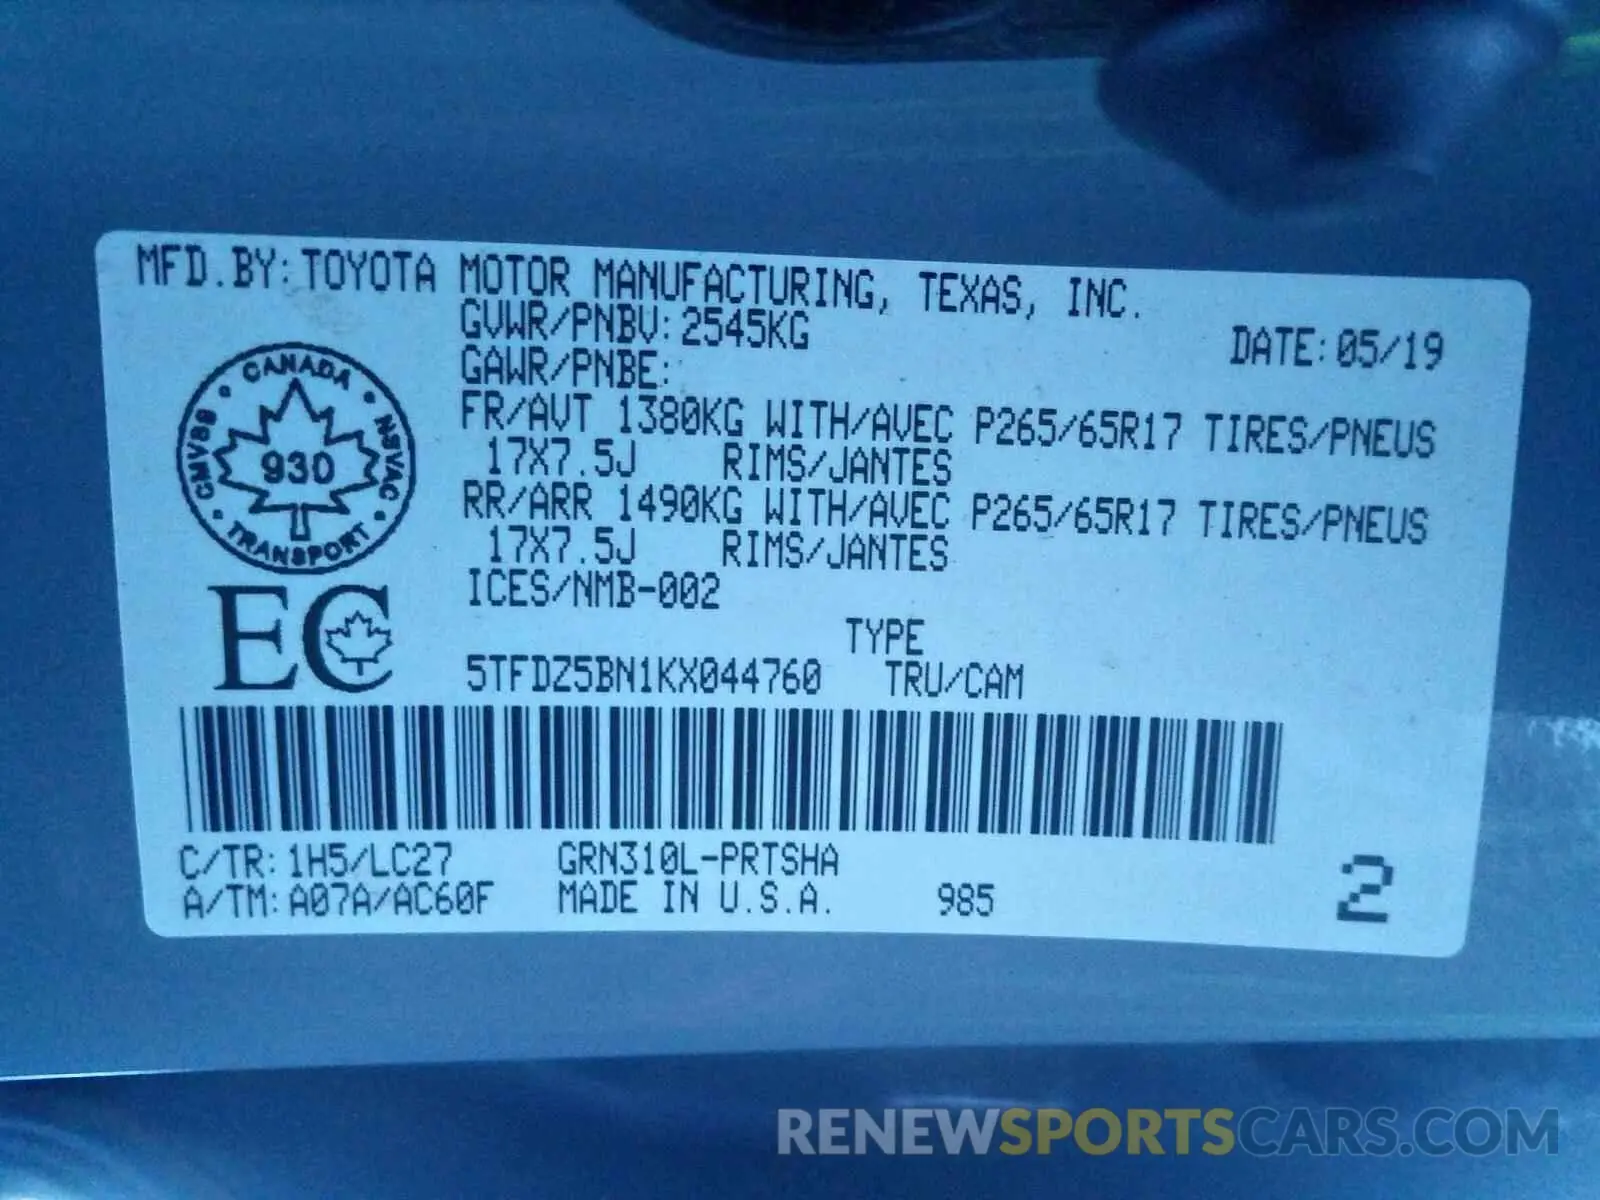 MFD.BY:TOYOTA MOTOR MANUFACTURING, TEXAS, INC.
GVWR/PNBV:2545KG
DATE:05/19
GAWR/PNBE:
FR/AVT 1380KG WITH/AVEC P265/65R17 TIRES/PNEUS
17X7.5J RIMS/JANTES
RR/ARR 1490KG WITH/AVEC P265/65R17 TIRES/PNEUS
17X7.5J RIMS/JANTES
ICES/NMB-002
CANADA
CMVSS • NSVAC
930
TRANSPORT
EC
TYPE
5TFDZ5BN1KX044760 TRU/CAM
C/TR:1H5/LC27 GRN310L-PRTSHA
A/TM:A07A/AC60F MADE IN U.S.A. 985
2
RENEWSPORTSCARS.COM